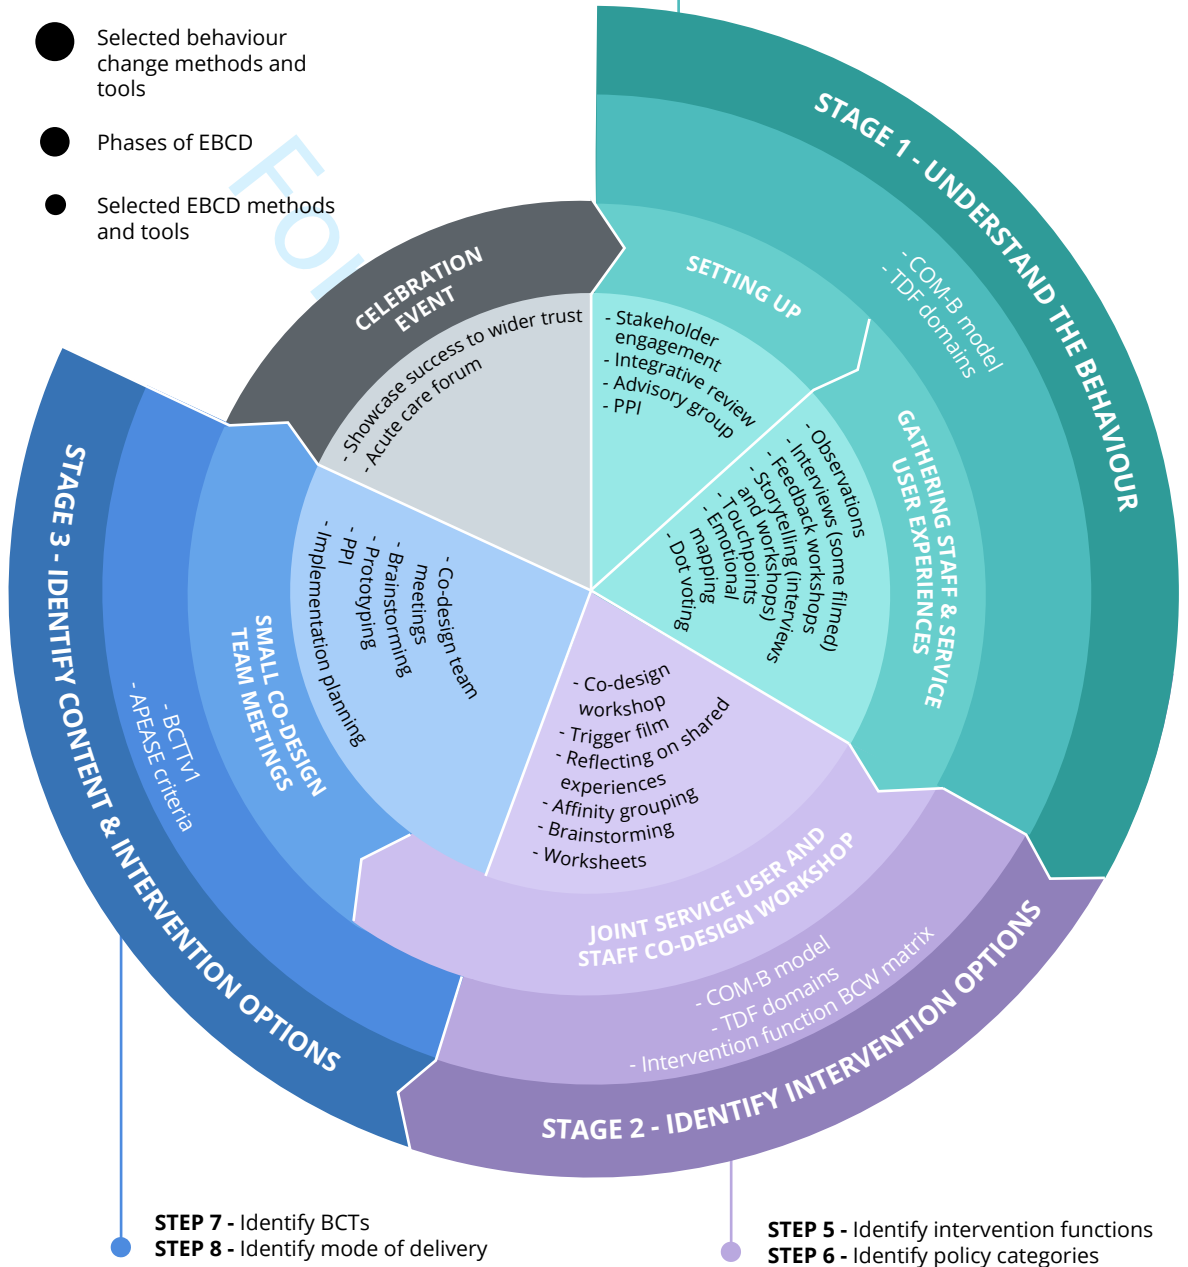 Selected behaviour
change methods and
tools
Phases of EBCD
Selected EBCD methods
and tools
For
STAGE 1 - UNDERSTAND THE BEHAVIOUR
- COM-B model
- TDF domains
SETTING UP
- Stakeholder
engagement
- Integrative review
- Advisory group
- PPI
GATHERING STAFF & SERVICE
USER EXPERIENCES
- Observations
- Interviews (some filmed)
- Feedback workshops
- Storytelling (interviews
and workshops)
- Touchpoints
- Emotional
mapping
- Dot voting
CELEBRATION
EVENT
- Showcase success to wider trust
- Acute care forum
STAGE 3 - IDENTIFY CONTENT & INTERVENTION OPTIONS
- BCTTv1
- APEASE criteria
SMALL CO-DESIGN
TEAM MEETINGS
- Co-design team
meetings
- Brainstorming
- Prototyping
- PPI
- Implementation planning
- Co-design
workshop
- Trigger film
- Reflecting on shared
experiences
- Affinity grouping
- Brainstorming
- Worksheets
JOINT SERVICE USER AND
STAFF CO-DESIGN WORKSHOP
- COM-B model
- TDF domains
- Intervention function BCW matrix
STAGE 2 - IDENTIFY INTERVENTION OPTIONS
STEP 7 - Identify BCTs
STEP 8 - Identify mode of delivery
STEP 5 - Identify intervention functions
STEP 6 - Identify policy categories